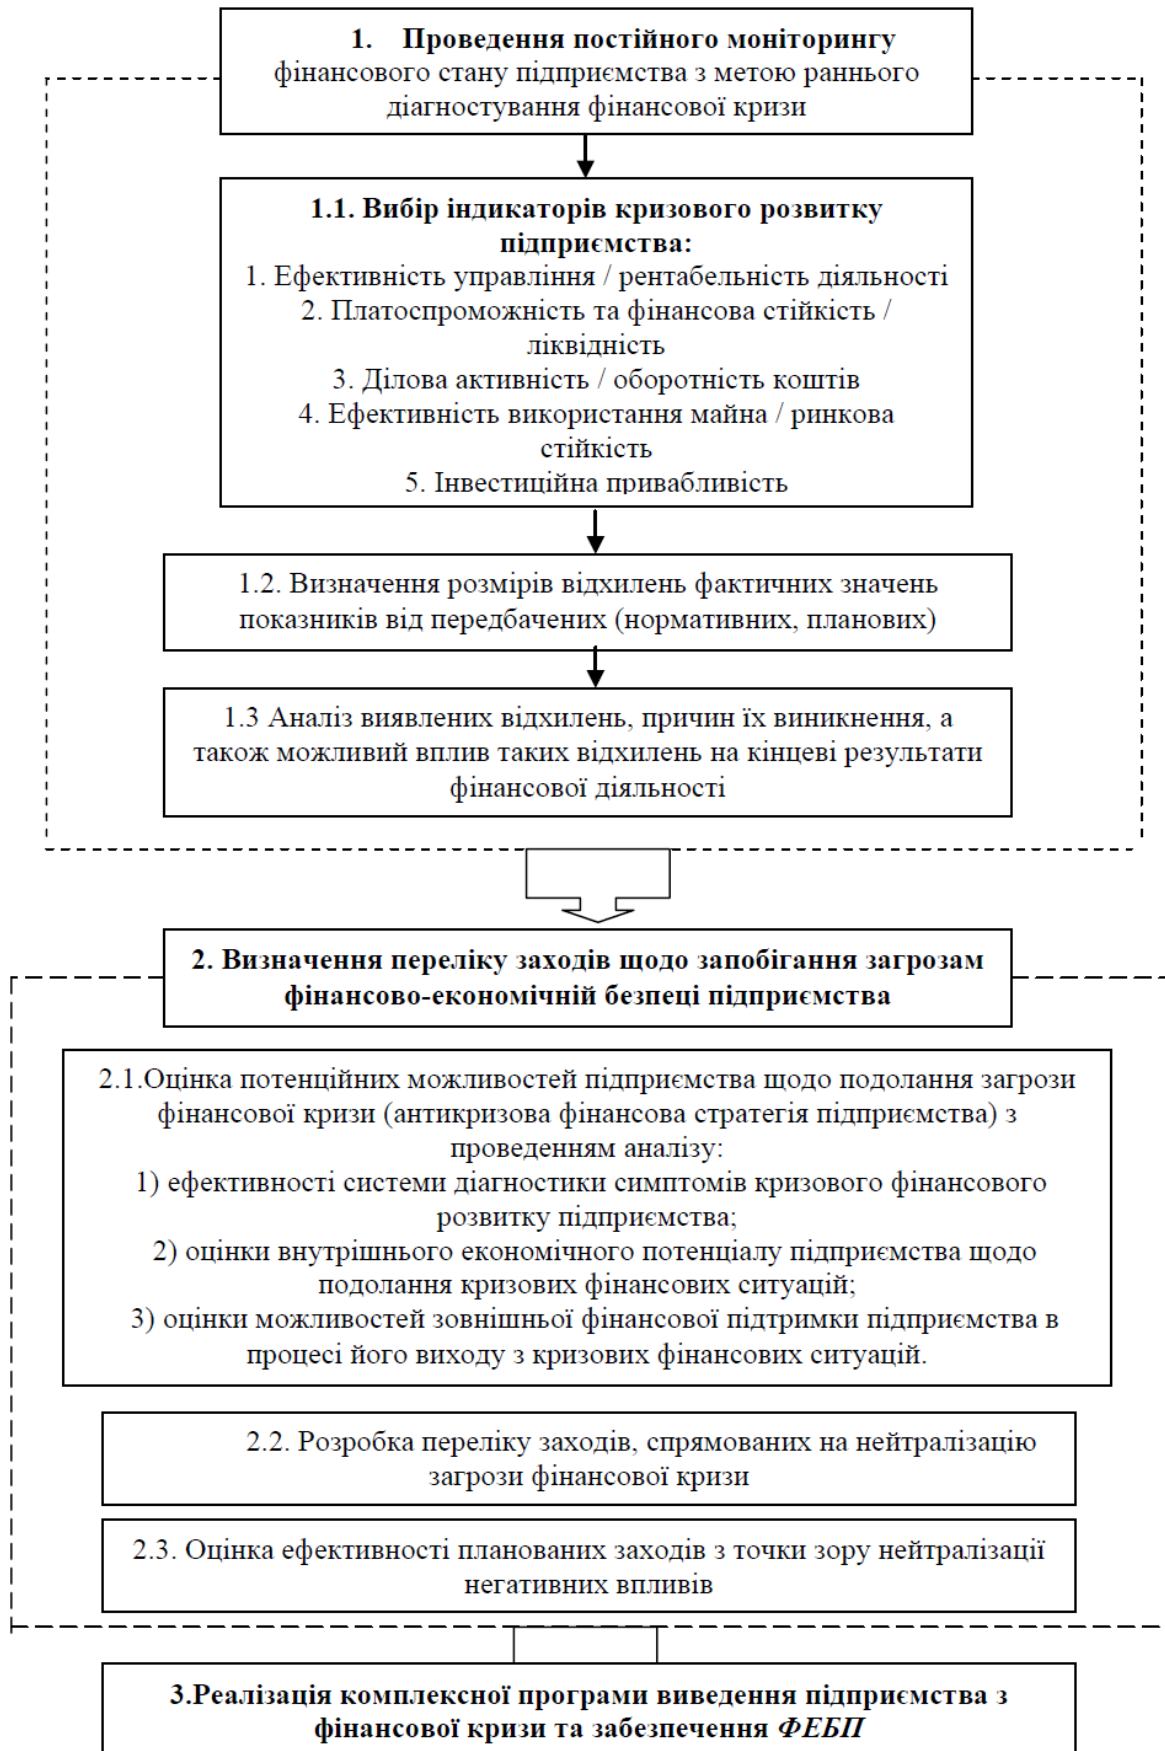 1. Проведення постійного моніторингу
фінансового стану підприємства з метою раннього
діагностування фінансової кризи
1.1. Вибір індикаторів кризового розвитку
підприємства:
1. Ефективність управління / рентабельність діяльності
2. Платоспроможність та фінансова стійкість /
ліквідність
3. Ділова активність / оборотність коштів
4. Ефективність використання майна / ринкова
стійкість
5. Інвестиційна привабливість
1.2. Визначення розмірів відхилень фактичних значень
показників від передбачених (нормативних, планових)
1.3 Аналіз виявлених відхилень, причин їх виникнення, а
також можливий вплив таких відхилень на кінцеві результати
фінансової діяльності
2. Визначення переліку заходів щодо запобігання загрозам
фінансово-економічній безпеці підприємства
2.1.Оцінка потенційних можливостей підприємства щодо подолання загрози
фінансової кризи (антикризова фінансова стратегія підприємства) з
проведенням аналізу:
1) ефективності системи діагностики симптомів кризового фінансового
розвитку підприємства;
2) оцінки внутрішнього економічного потенціалу підприємства щодо
подолання кризових фінансових ситуацій;
3) оцінки можливостей зовнішньої фінансової підтримки підприємства в
процесі його виходу з кризових фінансових ситуацій.
2.2. Розробка переліку заходів, спрямованих на нейтралізацію
загрози фінансової кризи
2.3. Оцінка ефективності планованих заходів з точки зору нейтралізації
негативних впливів
3.Реалізація комплексної програми виведення підприємства з
фінансової кризи та забезпечення ФЕБП